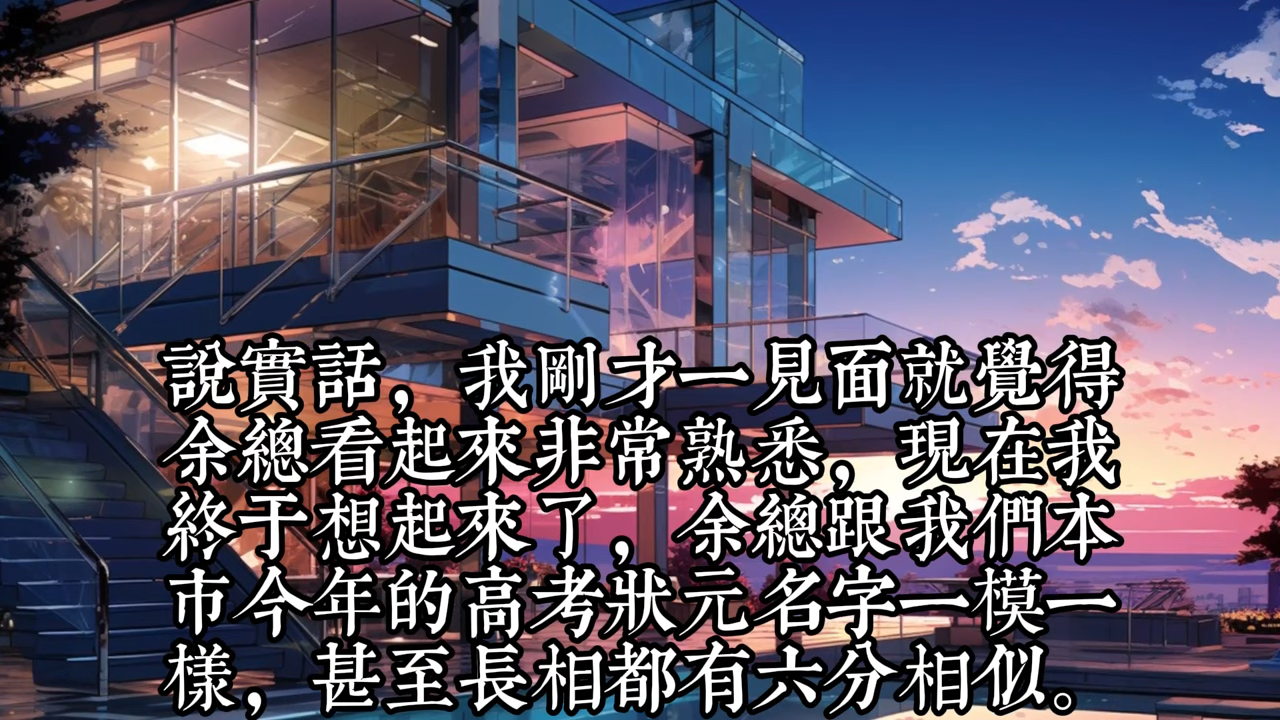 說實話，我剛才一見面就覺得
余總看起來非常熟悉，現在我
終于想起來了，余總跟我們本
市今年的高考狀元名字一模一
樣，甚至長相都有六分相似。